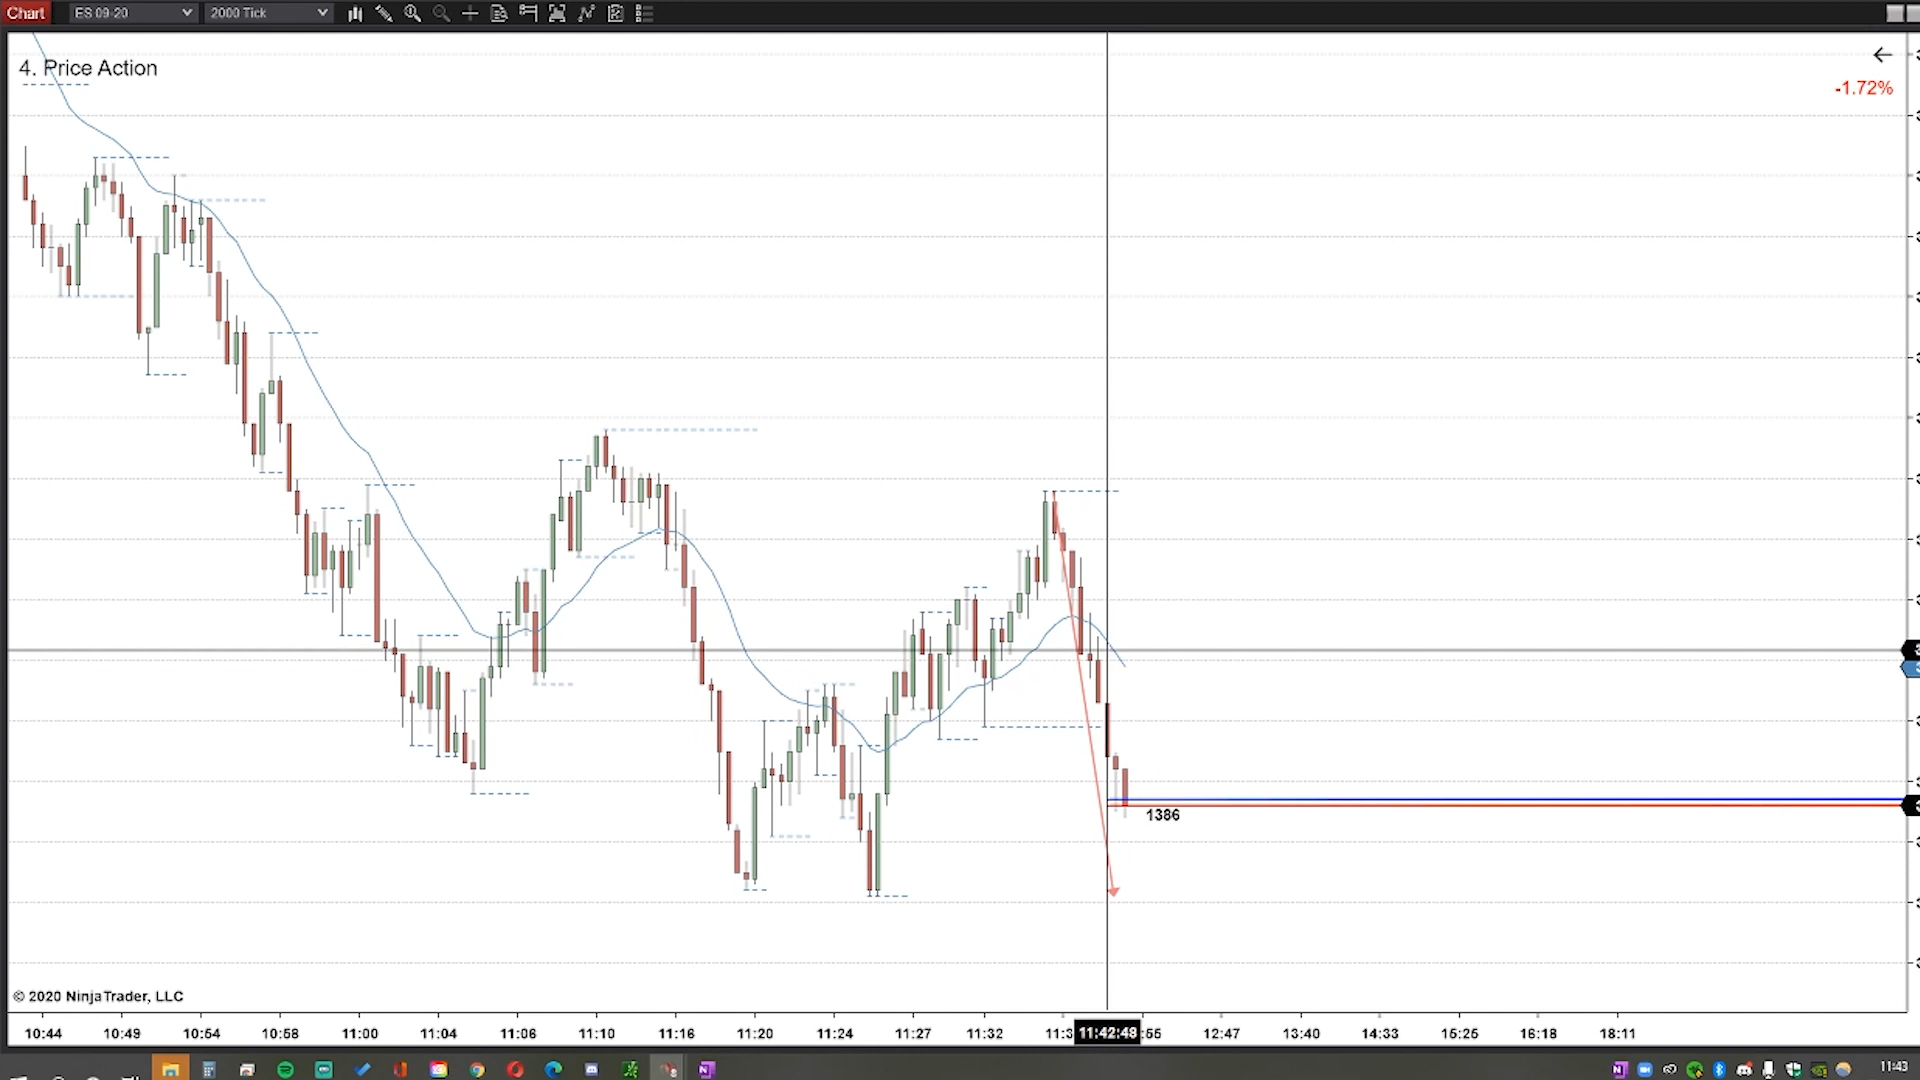 Chart ES 09-20 2000 Tick
4. Price Action
-1.72%
1386
© 2020 NinjaTrader, LLC
10:44 10:49 10:54 10:58 11:00 11:04 11:06 11:10 11:16 11:20 11:24 11:27 11:32 11:3 11:42:48 :55 12:47 13:40 14:33 15:25 16:18 18:11
11:43